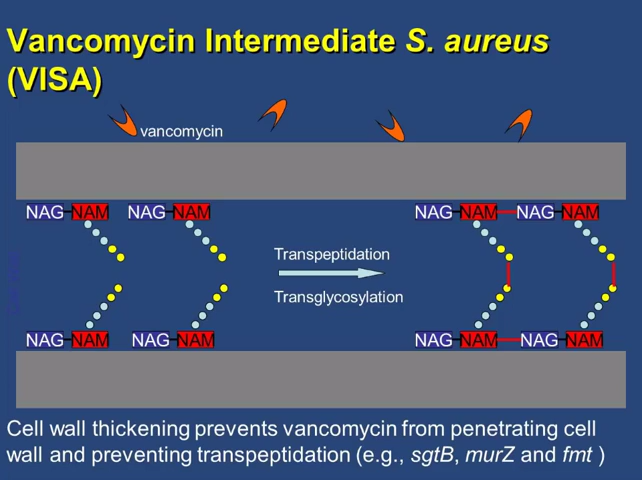 Vancomycin Intermediate S. aureus
(VISA)
vancomycin
NAG NAM NAG NAM NAG NAM NAG NAM
Transpeptidation
Transglycosylation
NAG NAM NAG NAM NAG NAM NAG NAM
Cell wall thickening prevents vancomycin from penetrating cell
wall and preventing transpeptidation (e.g., sgtB, murZ and fmt )